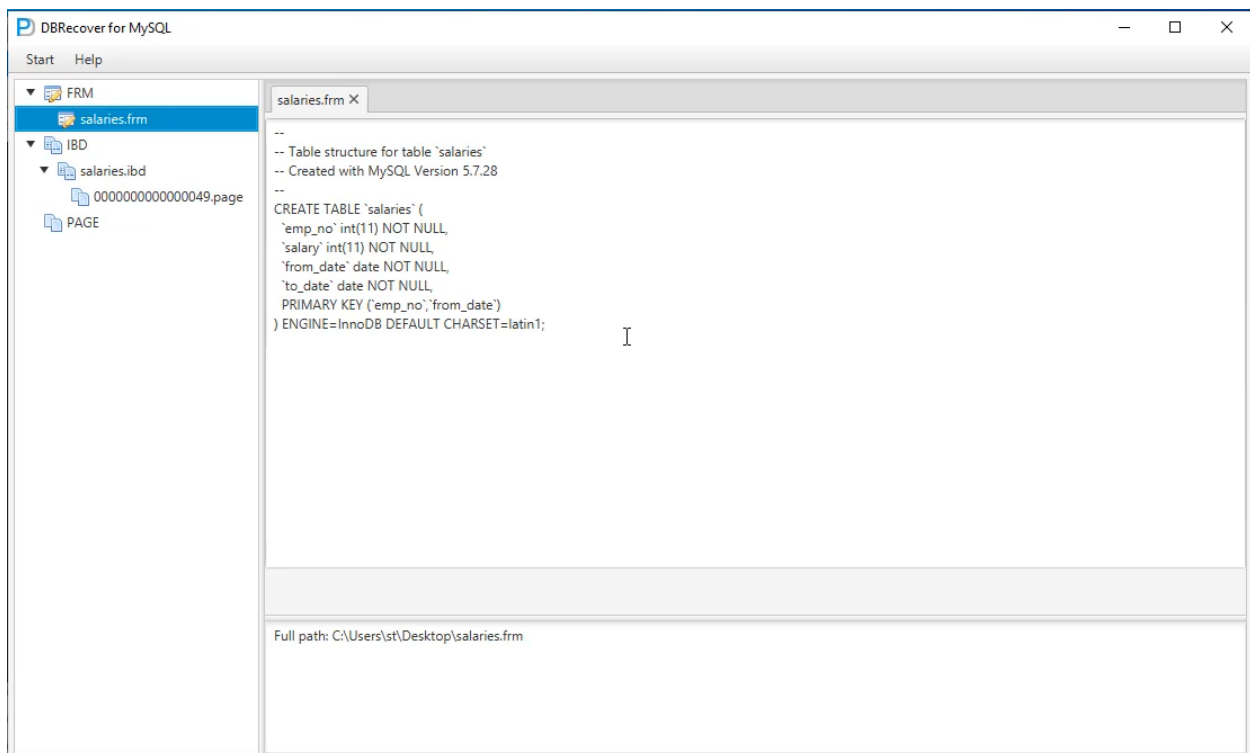 DBRecover for MySQL
Start Help
FRM
salaries.frm
IBD
salaries.ibd
0000000000000049.page
PAGE
salaries.frm
--
-- Table structure for table `salaries`
-- Created with MySQL Version 5.7.28
--
CREATE TABLE `salaries` (
`emp_no` int(11) NOT NULL,
`salary` int(11) NOT NULL,
`from_date` date NOT NULL,
`to_date` date NOT NULL,
PRIMARY KEY (`emp_no`,`from_date`)
) ENGINE=InnoDB DEFAULT CHARSET=latin1;
Full path: C:\Users\st\Desktop\salaries.frm